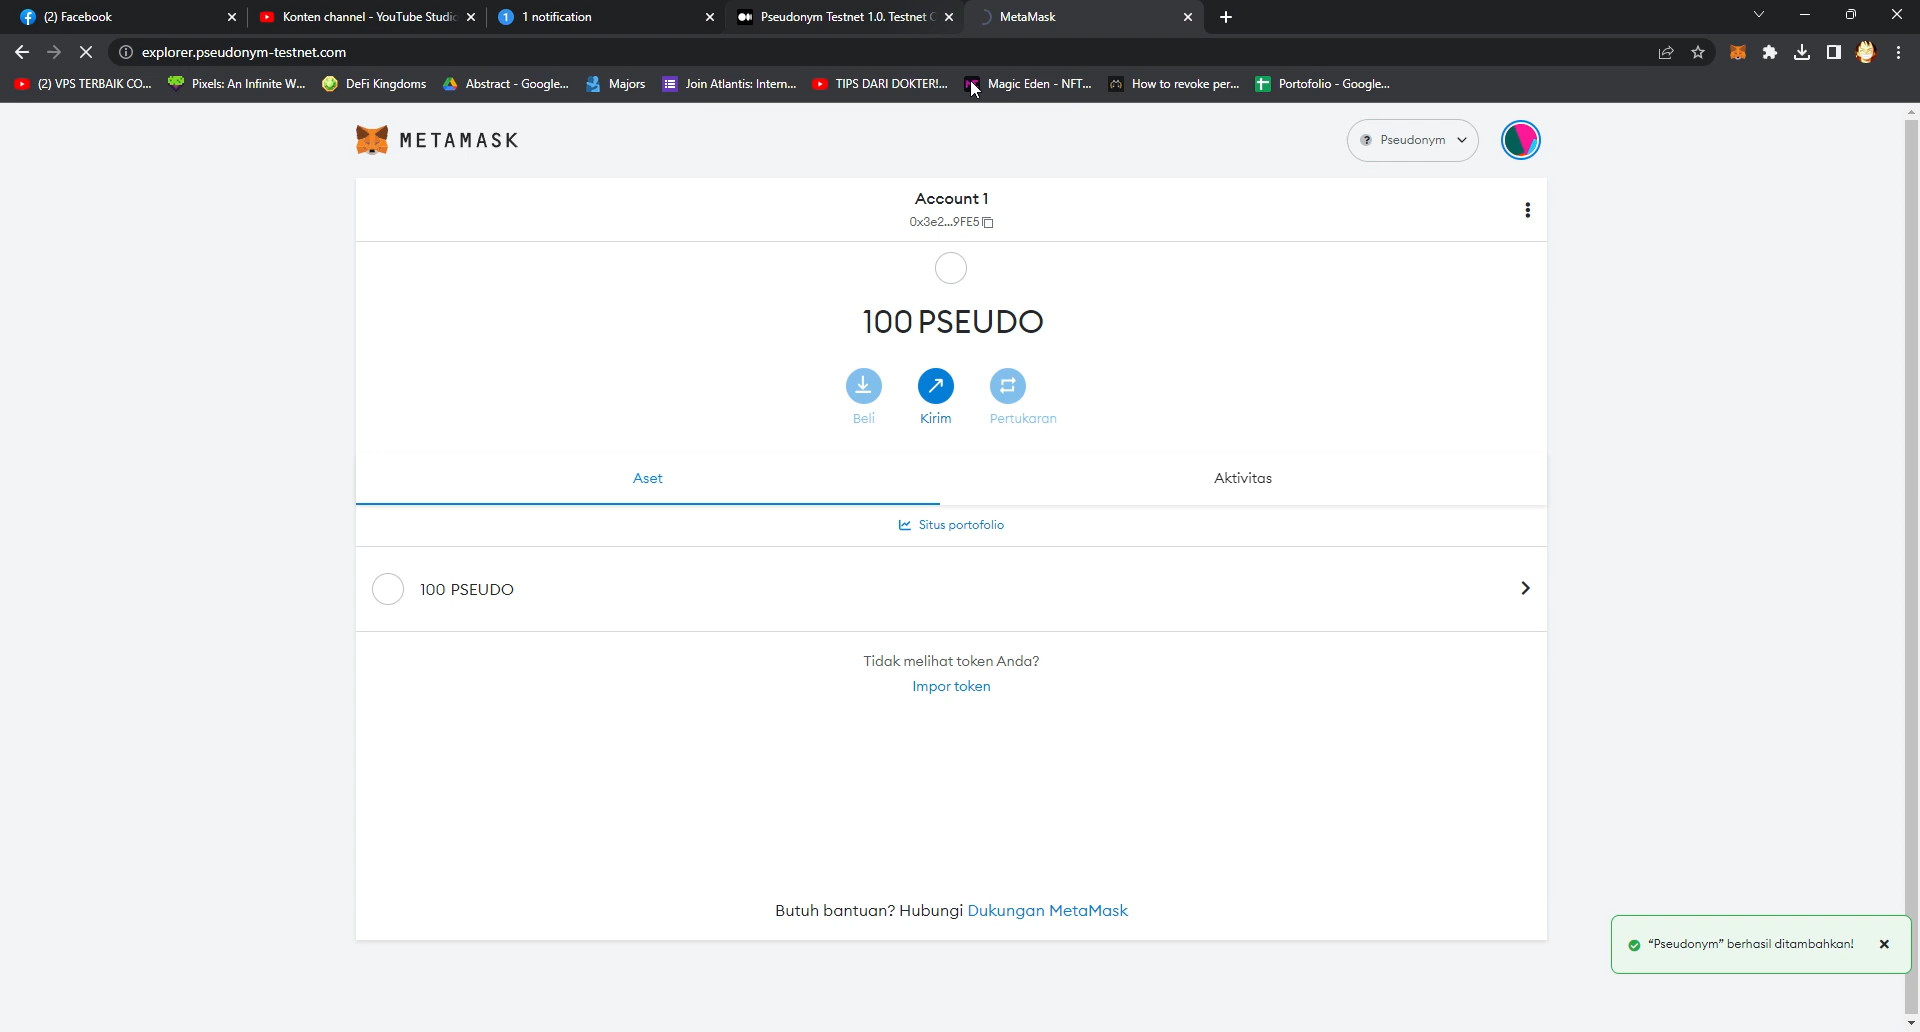 (2) Facebook
Konten channel - YouTube Studio
1 1 notification
Pseudonym Testnet 1.0. Testnet
MetaMask
explorer.pseudonym-testnet.com
(2) VPS TERBAIK CO...
Pixels: An Infinite W...
DeFi Kingdoms
Abstract - Google...
Majors
Join Atlantis: Intern...
TIPS DARI DOKTER!...
Magic Eden - NFT...
How to revoke per...
Portofolio - Google...
METAMASK
? Pseudonym
Account 1
0x3e2...9FE5
100 PSEUDO
Beli
Kirim
Pertukaran
Aset
Aktivitas
Situs portofolio
100 PSEUDO
Tidak melihat token Anda?
Impor token
Butuh bantuan? Hubungi Dukungan MetaMask
"Pseudonym" berhasil ditambahkan!